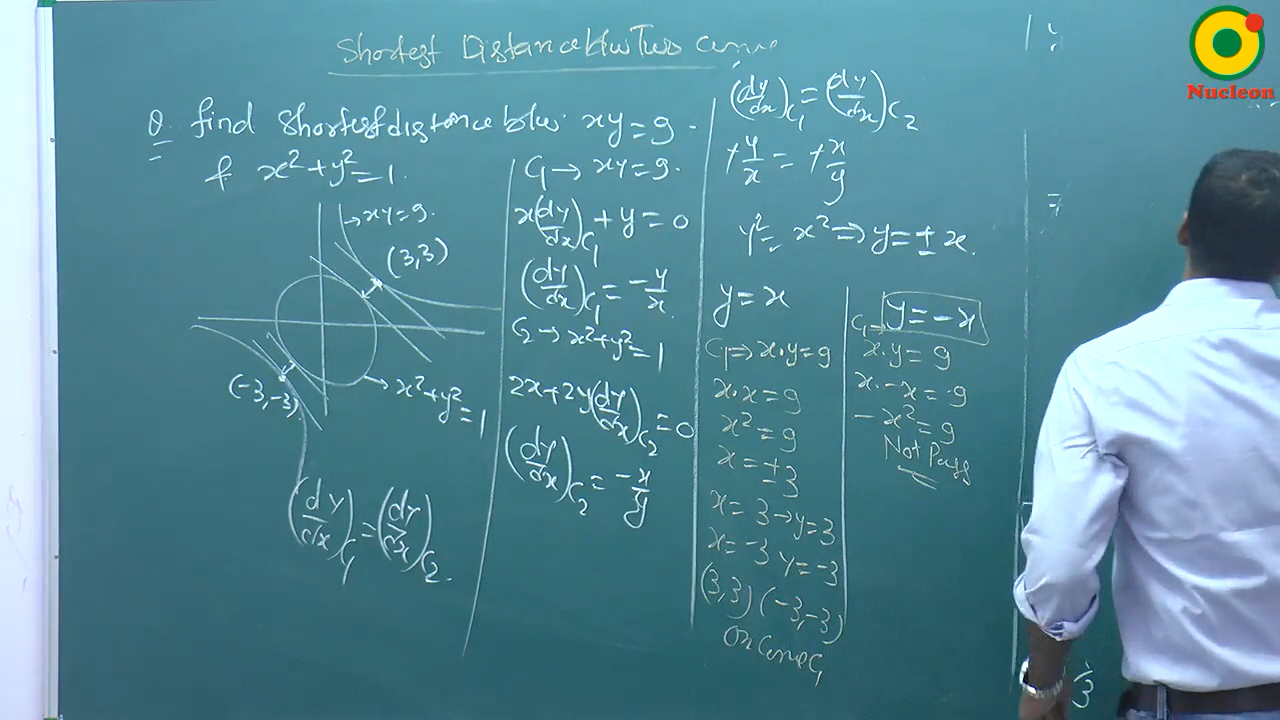 Shortest Distance b/w Two Curve
Q. find shortest distance b/w xy = 9.
& x² + y² = 1.
→ xy = 9.
(3,3)
(-3,-3)
x² + y² = 1
(dy/dx)C₁ = (dy/dx)C₂.
C₁ → xy = 9.
x(dy/dx)C₁ + y = 0
(dy/dx)C₁ = -y/x.
C₂ → x² + y² = 1
2x + 2y(dy/dx)C₂ = 0
(dy/dx)C₂ = -x/y
(dy/dx)C₁ = (dy/dx)C₂
+y/x = +x/y
y² = x² ⇒ y = ± x.
y = x
C₁ ⇒ x.y = 9
x.x = 9
x² = 9
x = ±3
x = 3 → y = 3
x = -3 y = -3
(3,3) (-3,-3)
On Curve C₁
y = -x
C₁ →
x.y = 9
x.-x = 9
-x² = 9
Not Pass
Nucleon